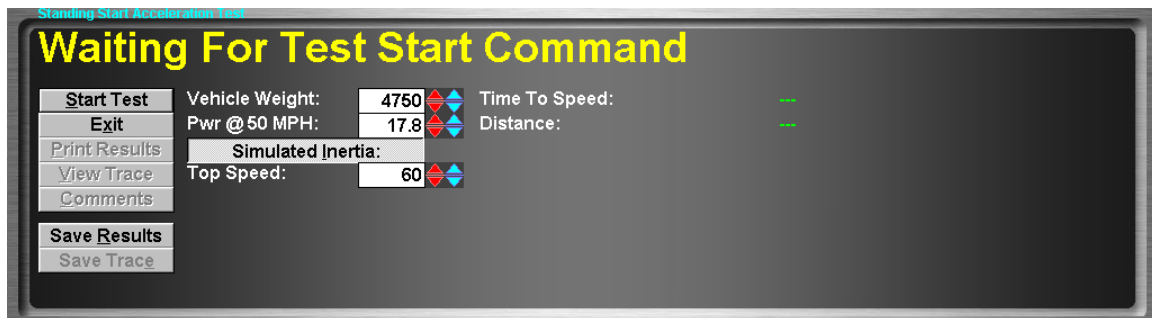 Standing Start Acceleration Test
Waiting For Test Start Command
Start Test Vehicle Weight: 4750 Time To Speed: ---
Exit Pwr @ 50 MPH: 17.8 Distance: ---
Print Results Simulated Inertia:
View Trace Top Speed: 60
Comments
Save Results
Save Trace